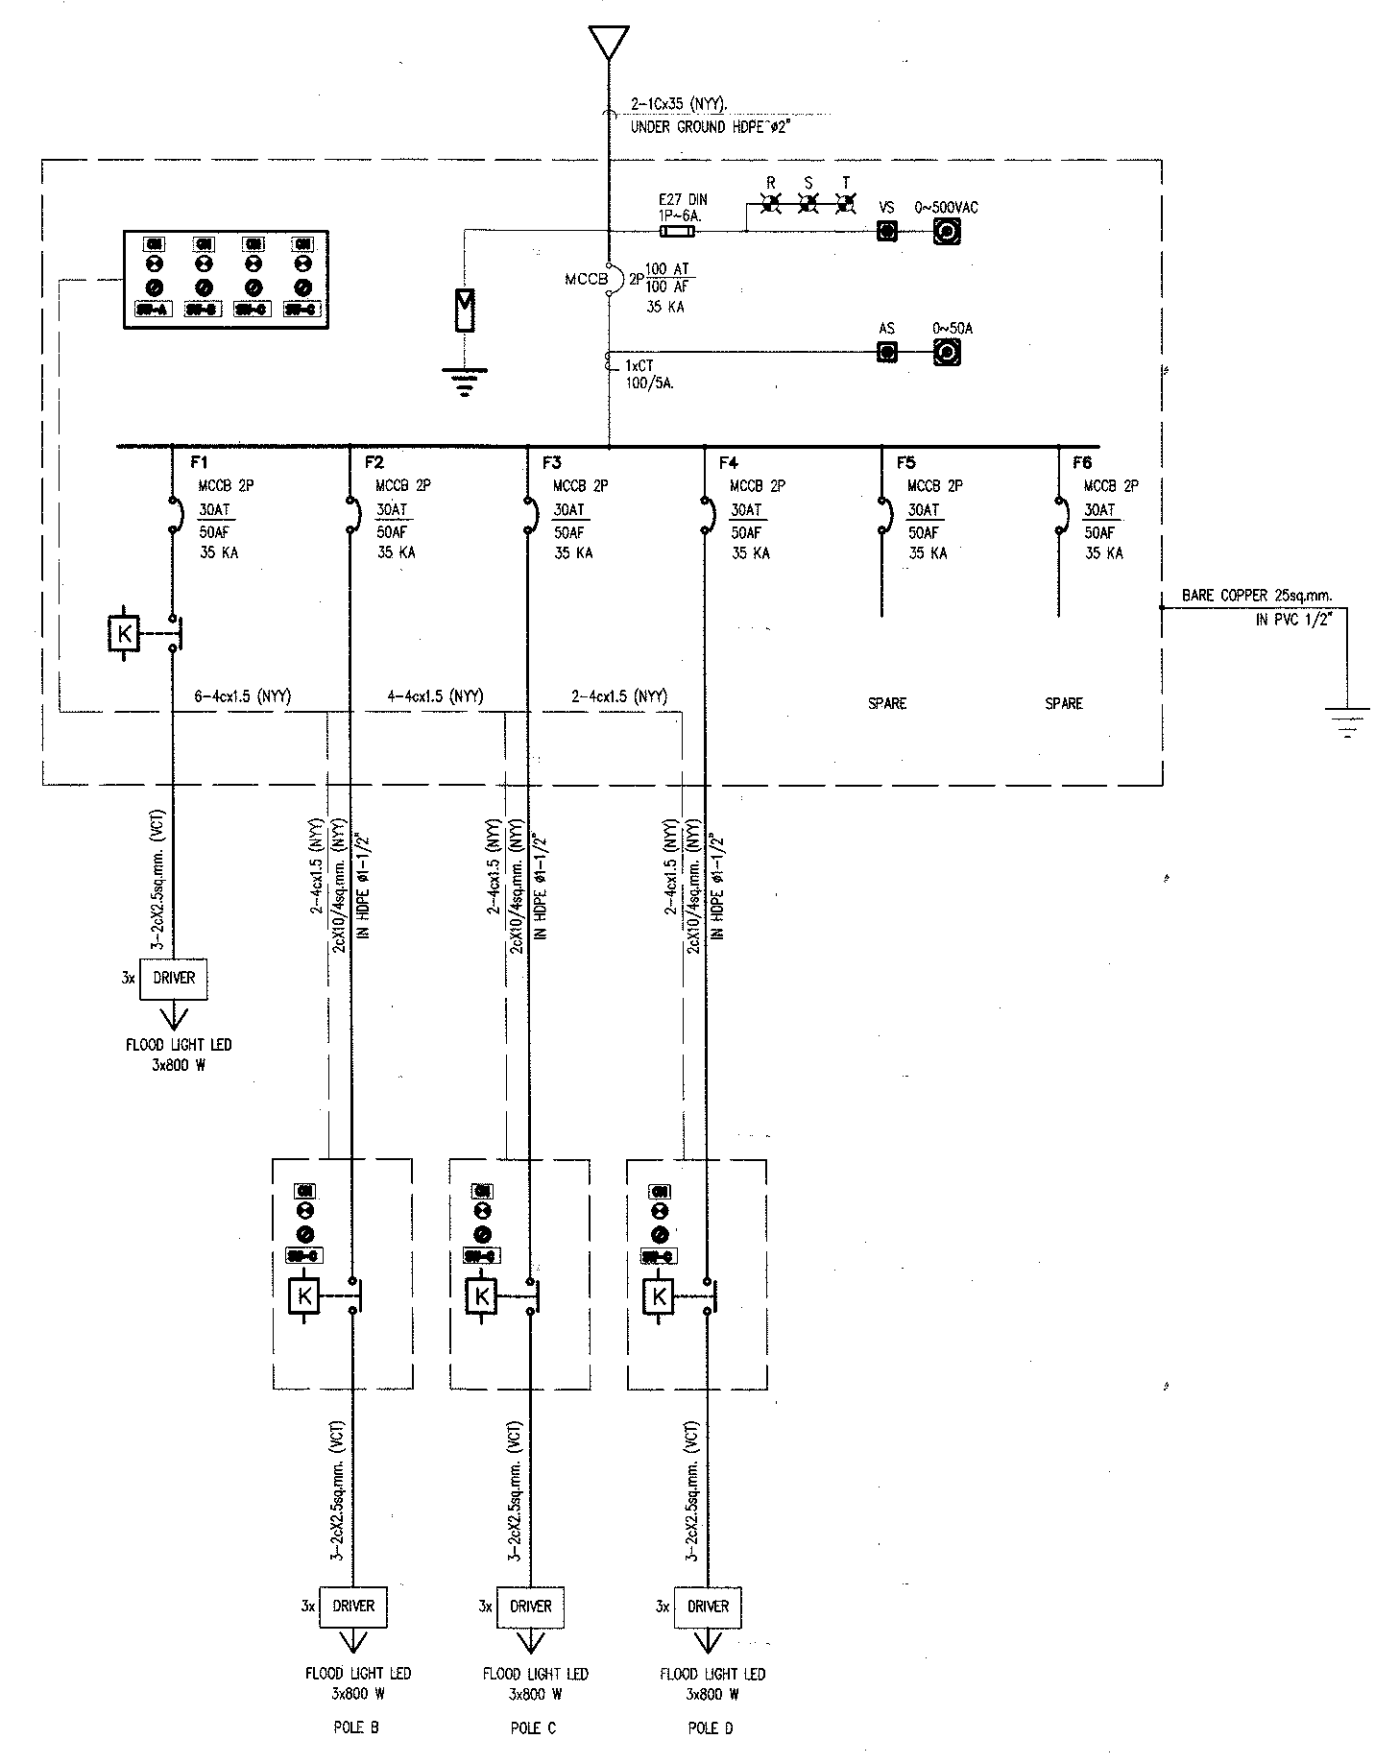 2-1Cx35 (NYY).
UNDER GROUND HDPE ø2"
R S T
E27 DIN
1P~6A.
VS 0~500VAC
ON ON ON ON
SW-A SW-B SW-C SW-C
MCCB 2P 100 AT
100 AF
35 KA
AS 0~50A
1xCT
100/5A.
F1 F2 F3 F4 F5 F6
MCCB 2P MCCB 2P MCCB 2P MCCB 2P MCCB 2P MCCB 2P
30AT 30AT 30AT 30AT 30AT 30AT
50AF 50AF 50AF 50AF 50AF 50AF
35 KA 35 KA 35 KA 35 KA 35 KA 35 KA
BARE COPPER 25sq.mm.
IN PVC 1/2"
K
6-4cx1.5 (NYY) 4-4cx1.5 (NYY) 2-4cx1.5 (NYY)
SPARE SPARE
3-2cX2.5sq.mm. (VCT)
2-4cx1.5 (NYY)
2cX10/4sq.mm. (NYY)
IN HDPE ø1-1/2"
2-4cx1.5 (NYY)
2cX10/4sq.mm. (NYY)
IN HDPE ø1-1/2"
2-4cx1.5 (NYY)
2cX10/4sq.mm. (NYY)
IN HDPE ø1-1/2"
3x DRIVER
FLOOD LIGHT LED
3x800 W
ON ON ON
SW-C SW-C SW-C
K K K
3-2cX2.5sq.mm. (VCT)
3-2cX2.5sq.mm. (VCT)
3-2cX2.5sq.mm. (VCT)
3x DRIVER 3x DRIVER 3x DRIVER
FLOOD LIGHT LED FLOOD LIGHT LED FLOOD LIGHT LED
3x800 W 3x800 W 3x800 W
POLE B POLE C POLE D